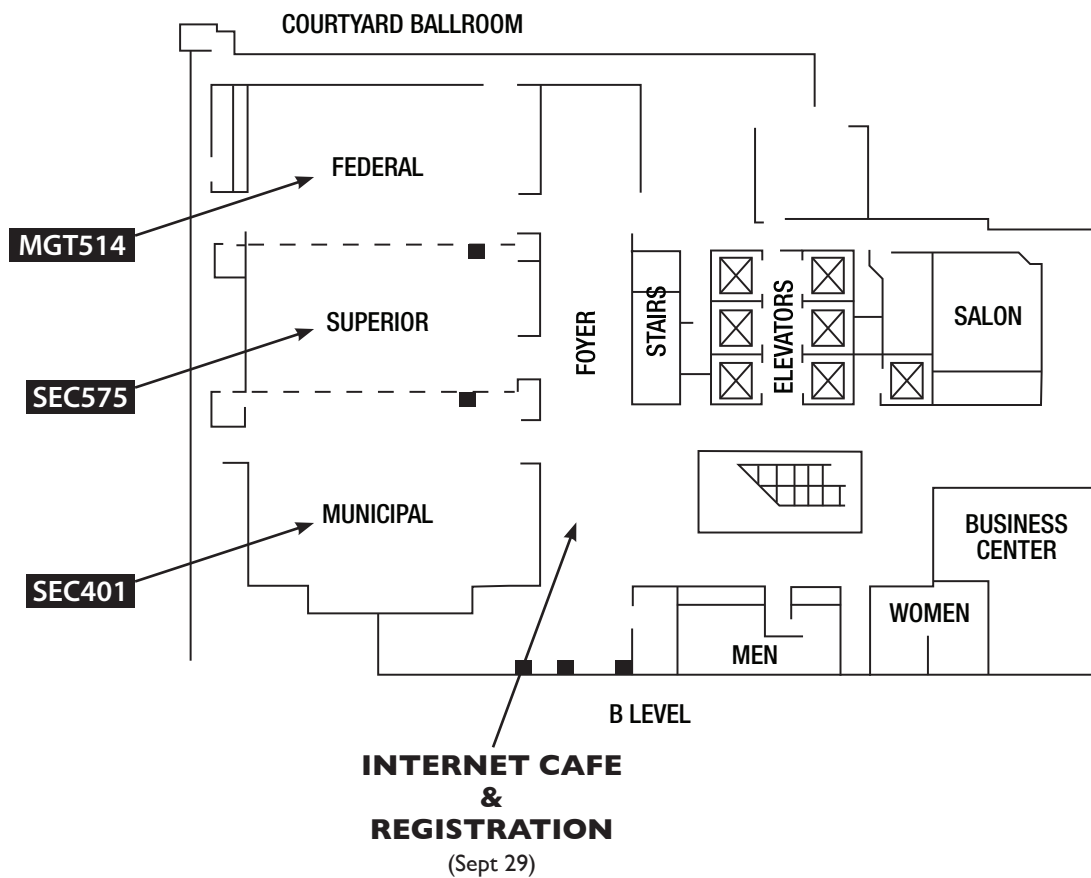 COURTYARD BALLROOM
FEDERAL
MGT514
SUPERIOR
SEC575
FOYER
STAIRS
ELEVATORS
SALON
MUNICIPAL
SEC401
BUSINESS
CENTER
WOMEN
MEN
B LEVEL
INTERNET CAFE
&
REGISTRATION
(Sept 29)